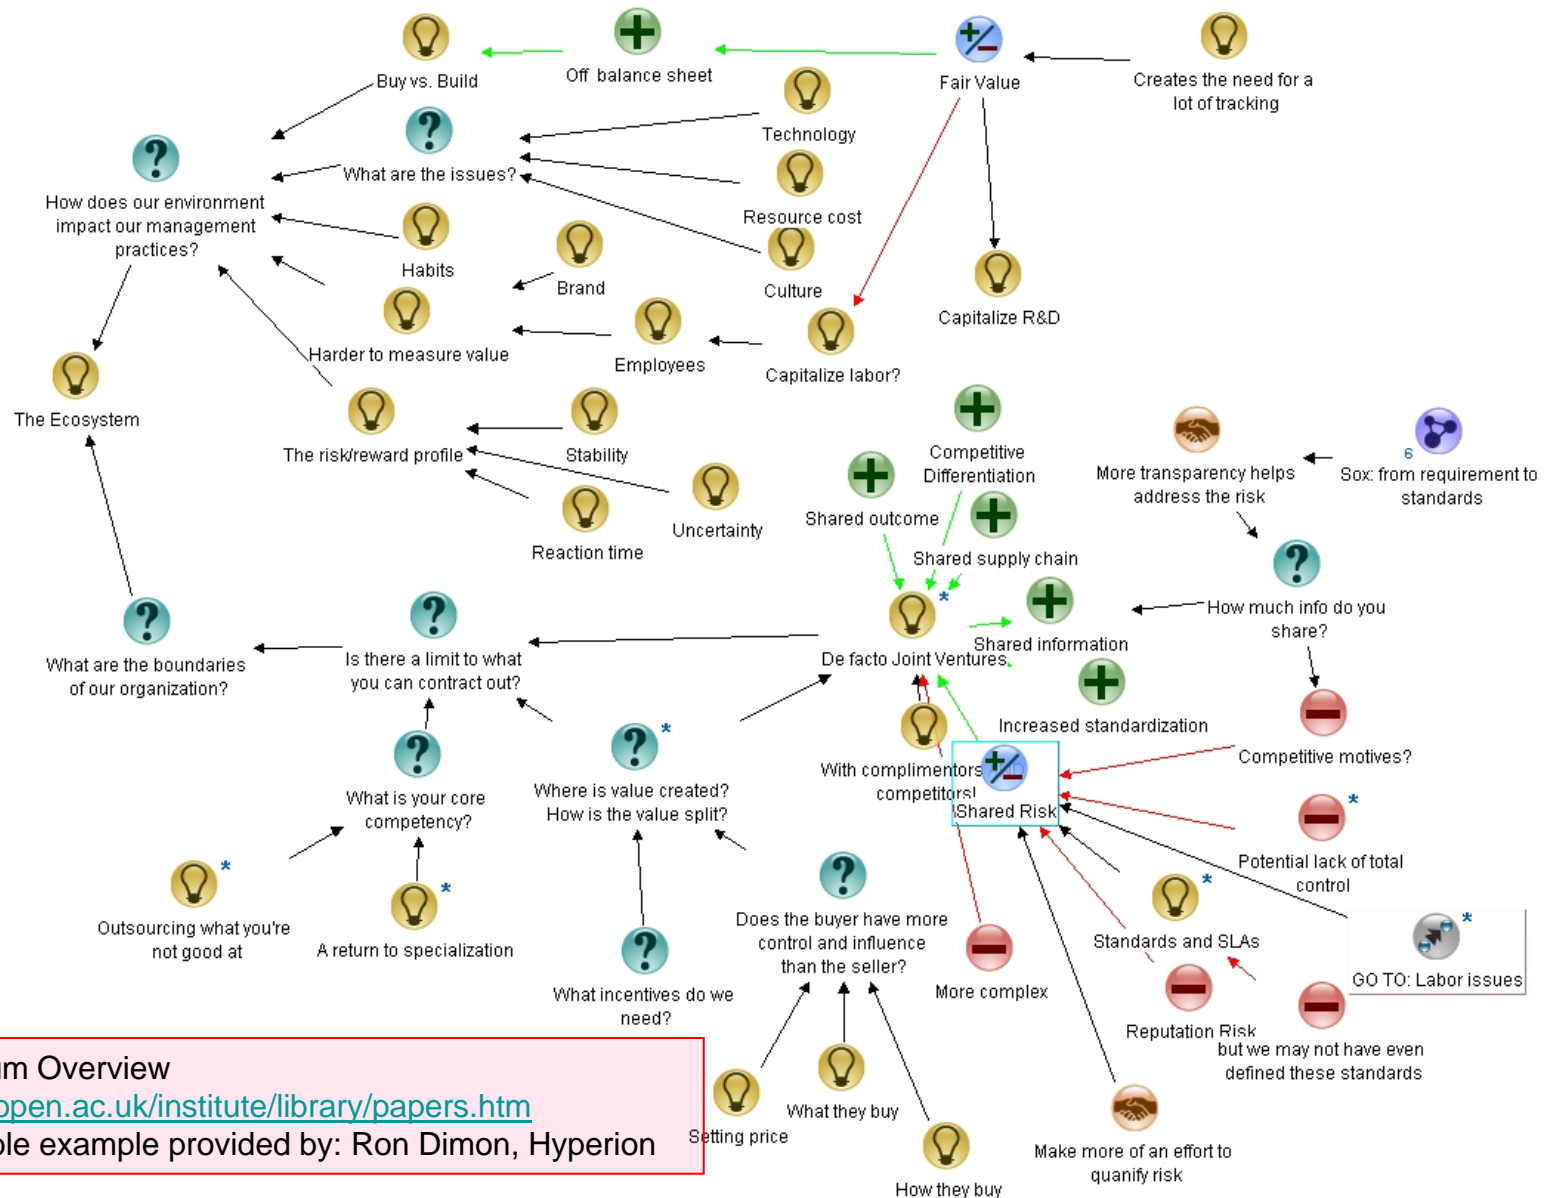 Buy vs. Build
Off balance sheet
Fair Value
Creates the need for a
lot of tracking
Technology
What are the issues?
How does our environment
impact our management
practices?
Resource cost
Habits
Brand
Culture
Capitalize R&D
Harder to measure value
Employees
Capitalize labor?
The Ecosystem
The risk/reward profile
Stability
Uncertainty
Reaction time
Competitive
Differentiation
Shared outcome
Shared supply chain
More transparency helps
address the risk
6
Sox: from requirement to
standards
How much info do you
share?
*
Shared information
De facto Joint Ventures
Increased standardization
What are the boundaries
of our organization?
Is there a limit to what
you can contract out?
Competitive motives?
With complimentors
competitors!
Shared Risk
*
Where is value created?
How is the value split?
What is your core
competency?
*
Potential lack of total
control
*
Outsourcing what you're
not good at
*
A return to specialization
Does the buyer have more
control and influence
than the seller?
*
Standards and SLAs
*
GO TO: Labor issues
What incentives do we
need?
More complex
Reputation Risk
but we may not have even
defined these standards
um Overview
open.ac.uk/institute/library/papers.htm
ole example provided by: Ron Dimon, Hyperion
Setting price
What they buy
How they buy
Make more of an effort to
quanify risk